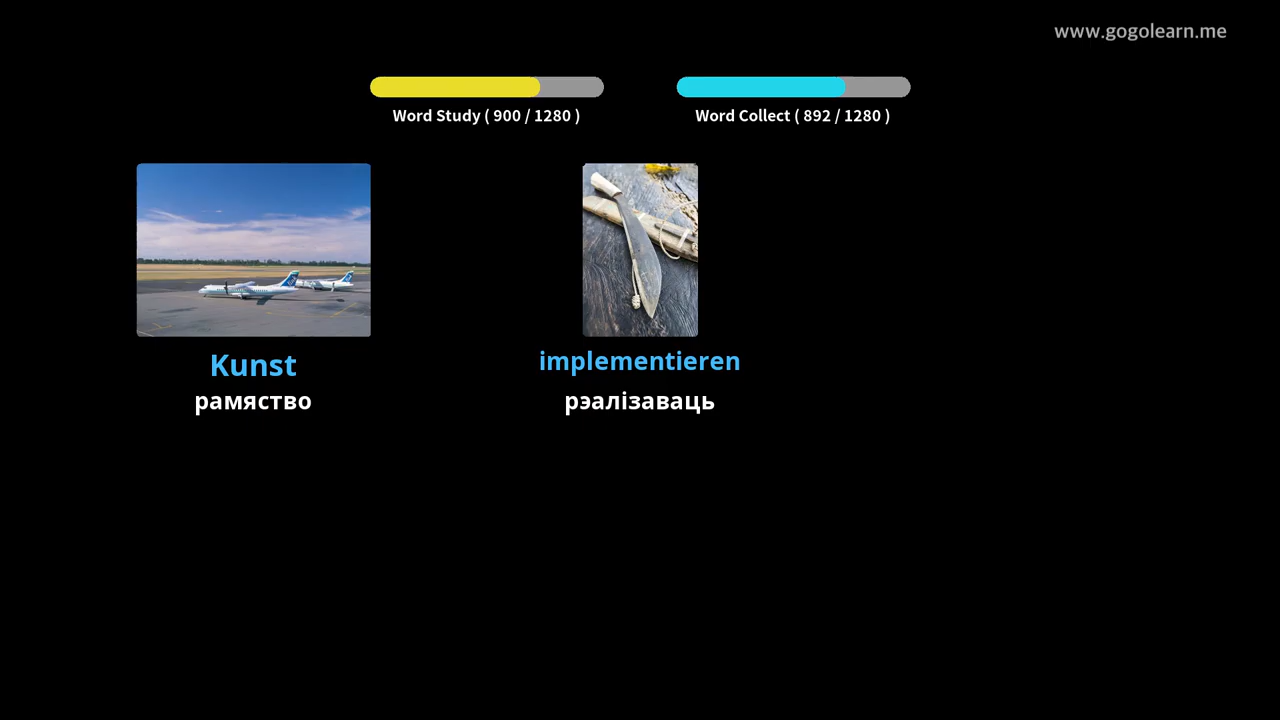 www.gogolearn.me
Word Study ( 900 / 1280 )
Word Collect ( 892 / 1280 )
Kunst
рамяство
implementieren
рэалізаваць